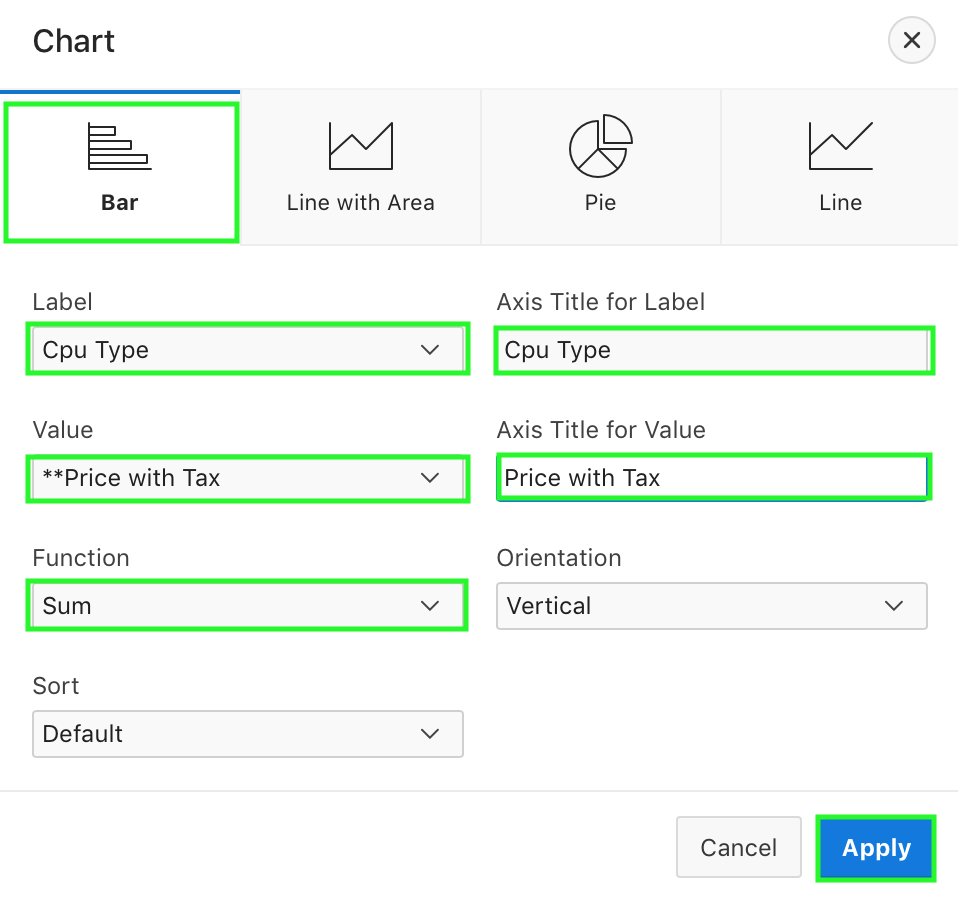 Chart
Bar
Line with Area
Pie
Line
Label
Axis Title for Label
Cpu Type
Cpu Type
Value
Axis Title for Value
**Price with Tax
Price with Tax
Function
Orientation
Sum
Vertical
Sort
Default
Cancel
Apply